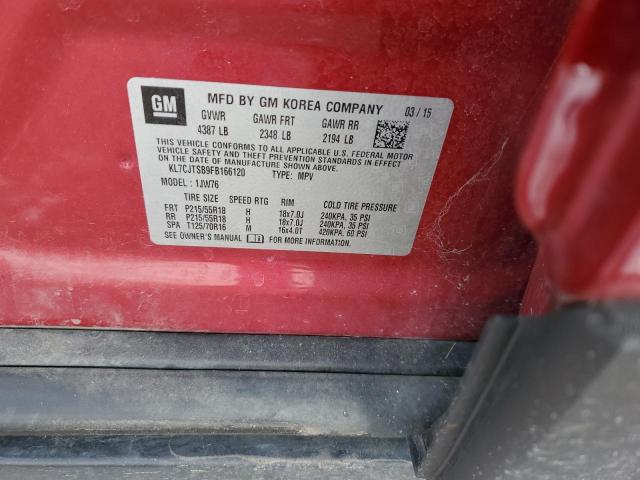 GM MFD BY GM KOREA COMPANY 03 / 15
GVWR GAWR FRT GAWR RR
4387 LB 2348 LB 2194 LB
THIS VEHICLE CONFORMS TO ALL APPLICABLE U.S. FEDERAL MOTOR
VEHICLE SAFETY AND THEFT PREVENTION STANDARDS IN EFFECT
ON THE DATE OF MANUFACTURE SHOWN ABOVE.
KL7CJTSB9FB166120 TYPE: MPV
MODEL : 1JW76
TIRE SIZE SPEED RTG RIM COLD TIRE PRESSURE
FRT P215/55R18 H 18x7.0J 240KPA, 35 PSI
RR P215/55R18 H 18x7.0J 240KPA, 35 PSI
SPA T125/70R16 M 16x4.0T 420KPA, 60 PSI
SEE OWNER'S MANUAL FOR MORE INFORMATION.